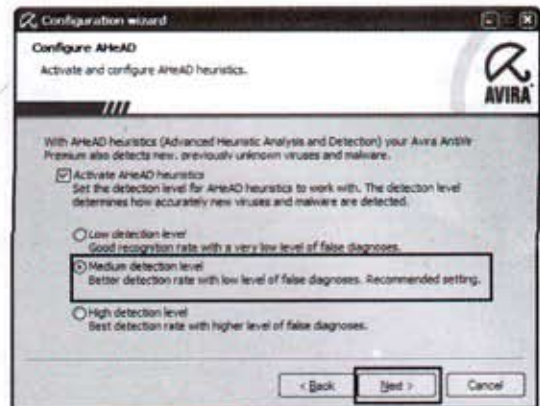 Configuration wizard
Configure AHeAD
Activate and configure AHeAD heuristics.
AVIRA
With AHeAD heuristics (Advanced Heuristic Analysis and Detection) your Avira AntiVir
Premium also detects new, previously unknown viruses and malware.
Activate AHeAD heuristics
Set the detection level for AHeAD heuristics to work with. The detection level
determines how accurately new viruses and malware are detected.
Low detection level
Good recognition rate with a very low level of false diagnoses.
Medium detection level
Better detection rate with low level of false diagnoses. Recommended setting.
High detection level
Best detection rate with higher level of false diagnoses.
< Back Next > Cancel